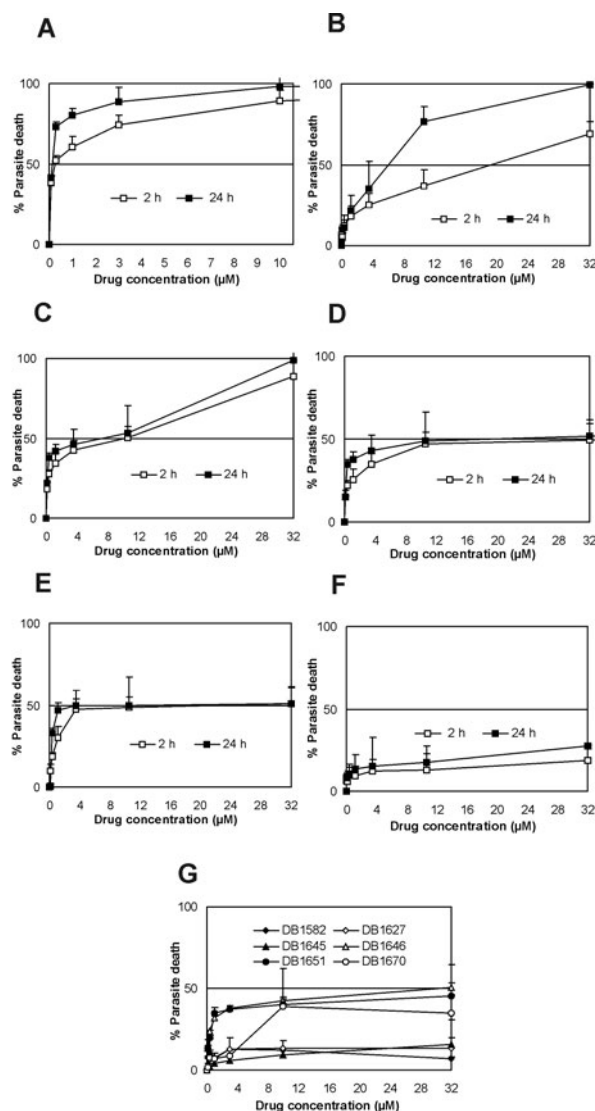 A
100
% Parasite death
50
2 h 24 h
0
0 1 2 3 4 5 6 7 8 9 10
Drug concentration (µM)
B
100
% Parasite death
50
2 h 24 h
0
0 4 8 12 16 20 24 28 32
Drug concentration (µM)
C
100
% Parasite death
50
2 h 24 h
0
0 4 8 12 16 20 24 28 32
Drug concentration (µM)
D
100
% Parasite death
50
2 h 24 h
0
0 4 8 12 16 20 24 28 32
Drug concentration (µM)
E
100
% Parasite death
50
2 h 24 h
0
0 4 8 12 16 20 24 28 32
Drug concentration (µM)
F
100
% Parasite death
50
2 h 24 h
0
0 4 8 12 16 20 24 28 32
Drug concentration (µM)
G
100
DB1582 DB1627
DB1645 DB1646
DB1651 DB1670
% Parasite death
50
0
0 4 8 12 16 20 24 28 32
Drug concentration (µM)